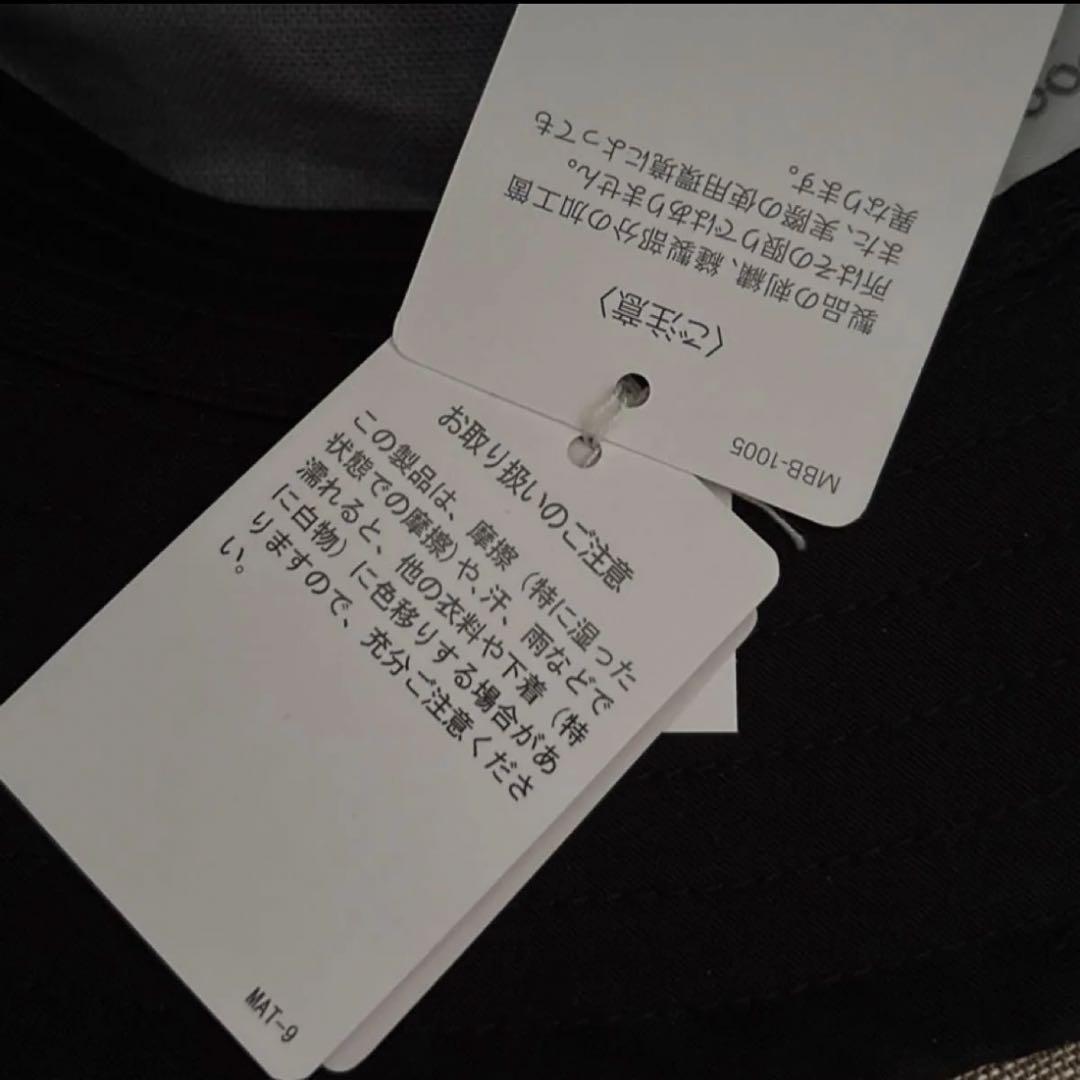 お取り扱いのご注意
この製品は、摩擦（特に湿った
状態での摩擦)や､汗、雨などで
濡れると、他の衣料や下着（特
に白物）に色移りする場合があ
りますので、充分ご注意くださ
い。
MAT-9
MBB-1005
〈ご注意〉
製品の刺繍、縫製部分の加工箇
所はその限りではありません。
また、実際の使用環境によっても
異なります。